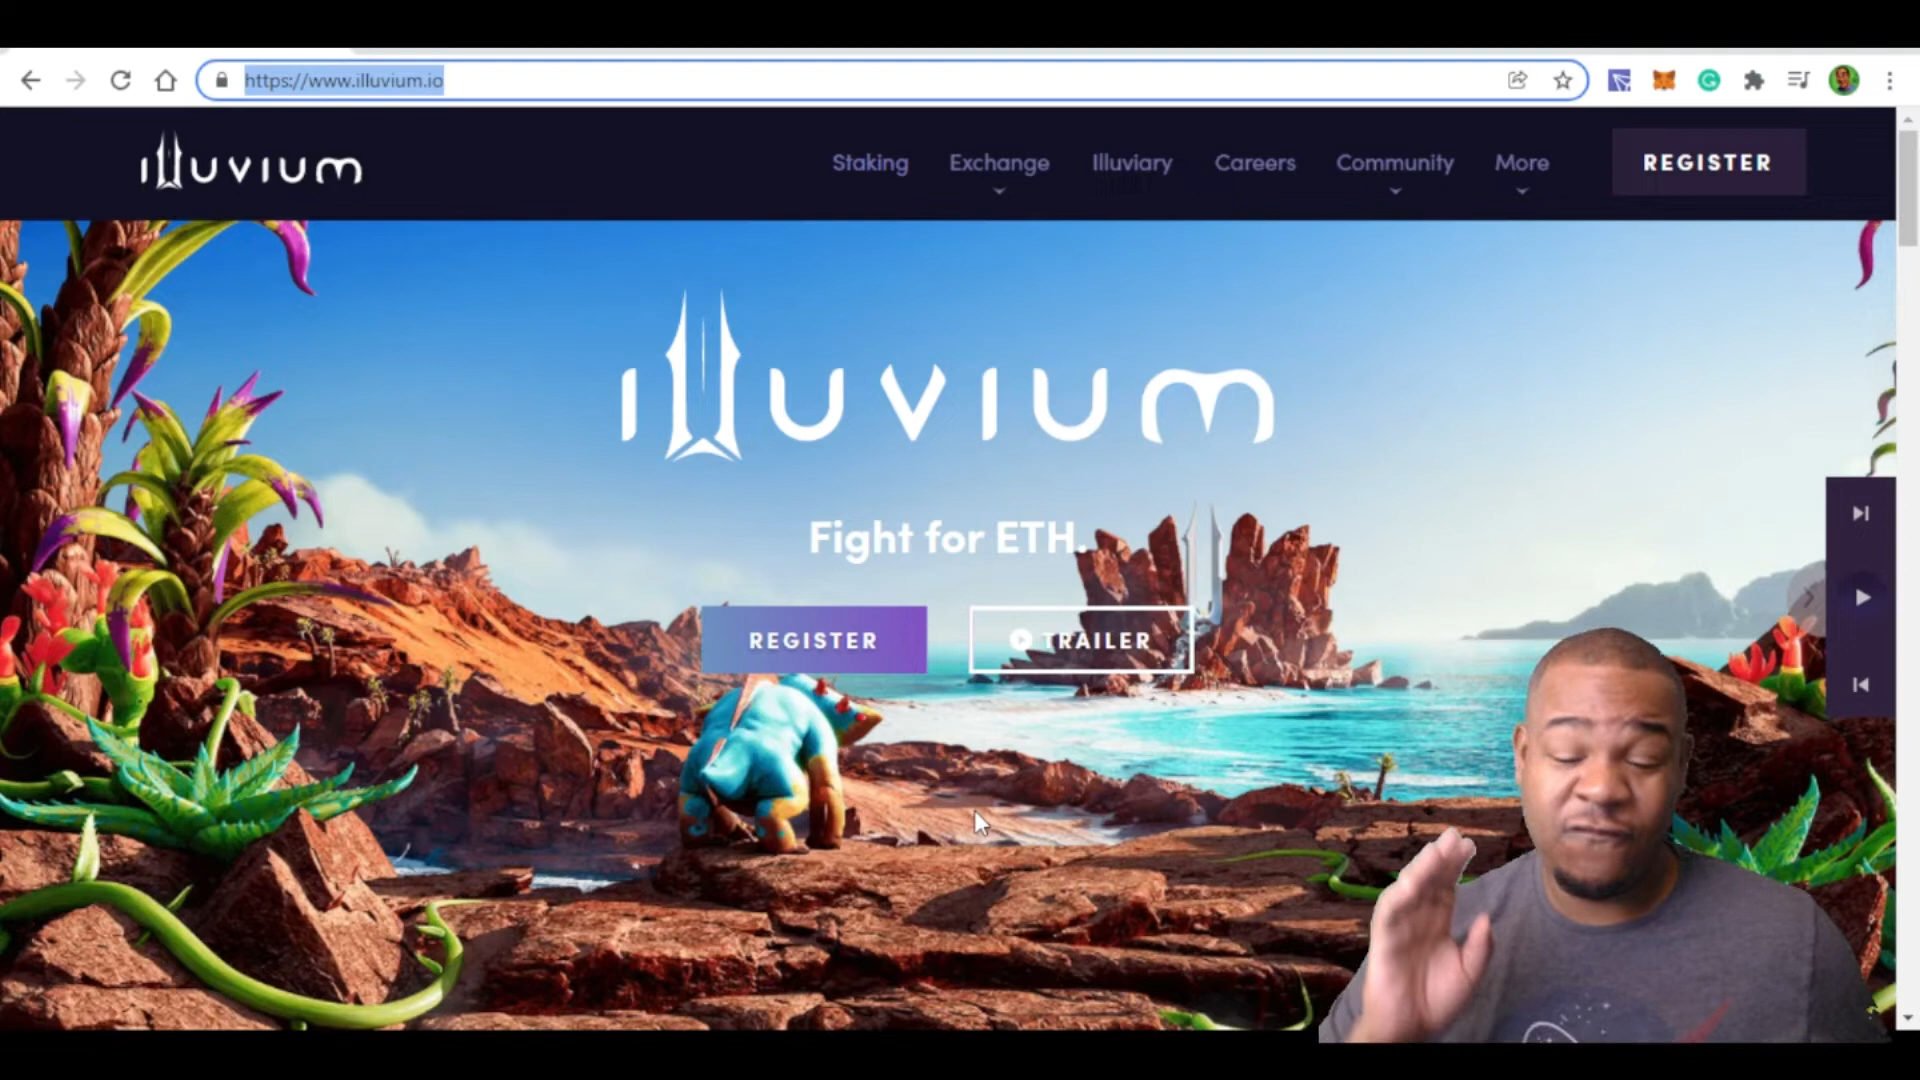 https://www.illuvium.io
illuvium
Staking Exchange Illuviary Careers Community More REGISTER
illuvium
Fight for ETH.
REGISTER TRAILER